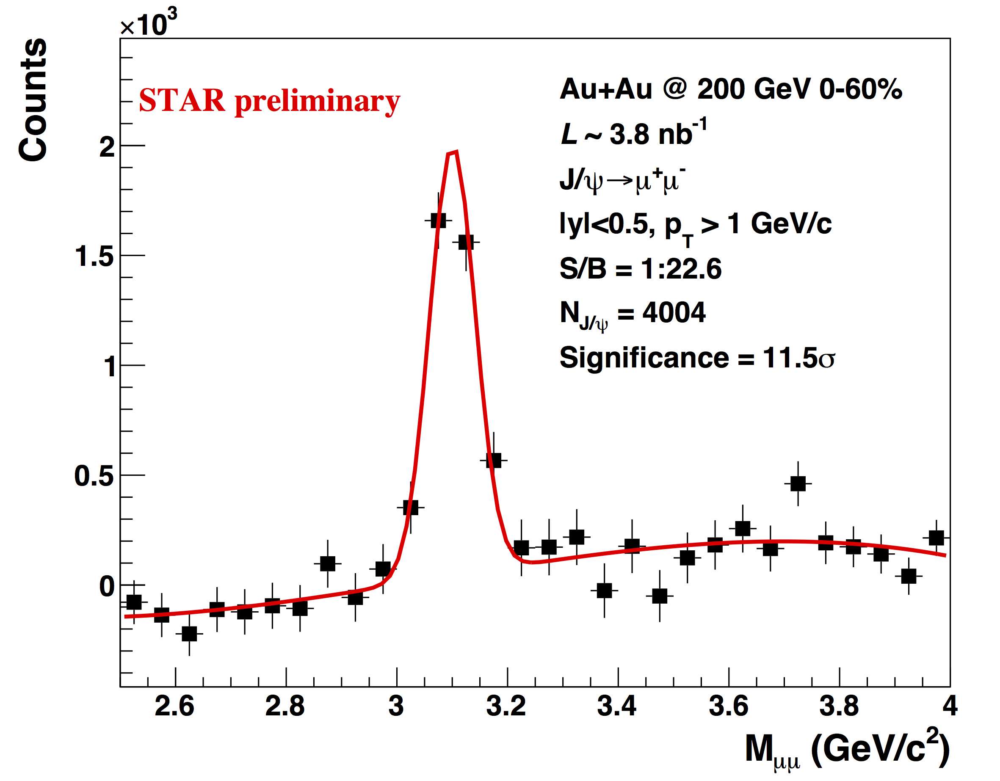 ×10³
Counts
STAR preliminary
Au+Au @ 200 GeV 0-60%
L ~ 3.8 nb⁻¹
J/ψ→μ⁺μ⁻
|y|<0.5, p_T > 1 GeV/c
S/B = 1:22.6
N_J/ψ = 4004
Significance = 11.5σ
2
1.5
1
0.5
0
2.6 2.8 3 3.2 3.4 3.6 3.8 4
M_μμ (GeV/c²)